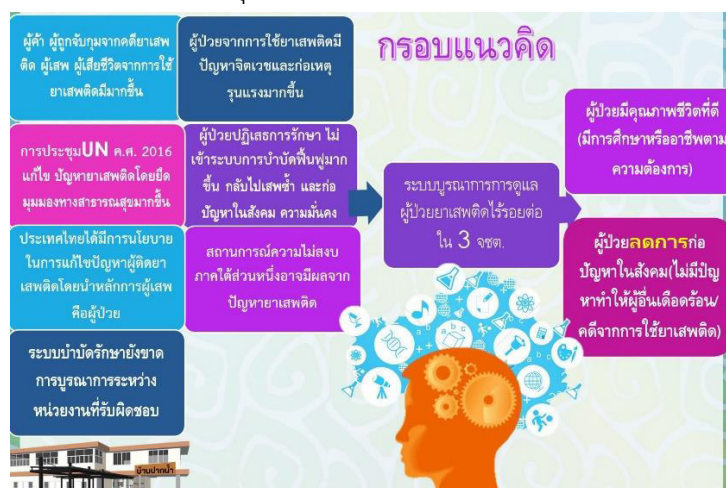 กรอบแนวคิด
ผู้ค้า ผู้ถูกจับกุมจากคดียาเสพ
ติด ผู้เสพ ผู้เสียชีวิตจากการใช้
ยาเสพติดมีมากขึ้น
ผู้ป่วยจากการใช้ยาเสพติดมี
ปัญหาจิตเวชและก่อเหตุ
รุนแรงมากขึ้น
การประชุมUN ค.ศ. 2016
แก้ไข ปัญหายาเสพติดโดยยึด
มุมมองทางสาธารณสุขมากขึ้น
ผู้ป่วยปฏิเสธการรักษา ไม่
เข้าระบบการบำบัดฟื้นฟูมาก
ขึ้น กลับไปเสพซ้ำ และก่อ
ปัญหาในสังคม ความมั่นคง
ประเทศไทยได้มีการนโยบาย
ในการแก้ไขปัญหาผู้ติดยา
เสพติดโดยนำหลักการผู้เสพ
คือผู้ป่วย
สถานการณ์ความไม่สงบ
ภาคใต้ส่วนหนึ่งอาจมีผลจาก
ปัญหายาเสพติด
ระบบบำบัดรักษายังขาด
การบูรณาการระหว่าง
หน่วยงานที่รับผิดชอบ
ระบบบูรณาการการดูแล
ผู้ป่วยยาเสพติดไร้รอยต่อ
ใน 3 จชต.
ผู้ป่วยมีคุณภาพชีวิตที่ดี
(มีการศึกษาหรืออาชีพตาม
ความต้องการ)
ผู้ป่วยลดการก่อ
ปัญหาในสังคม(ไม่มีปัญ
หาทำให้ผู้อื่นเดือดร้อน/
คดีจากการใช้ยาเสพติด)
บ้านปากน้ำ